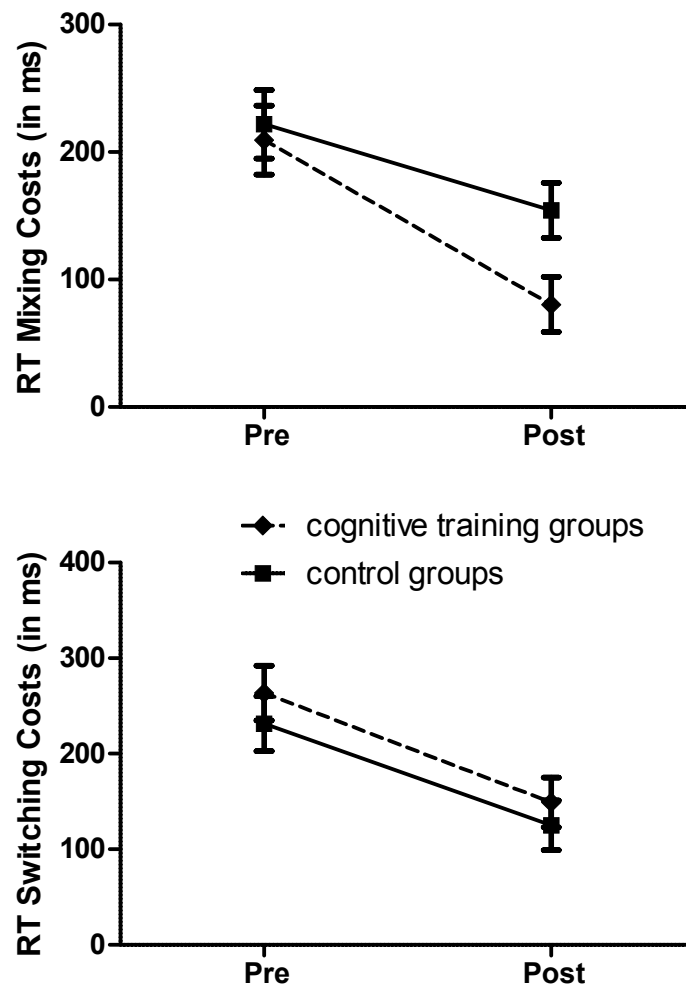 RT Mixing Costs (in ms)
300
200
100
0
Pre Post
cognitive training groups
control groups
RT Switching Costs (in ms)
400
300
200
100
0
Pre Post